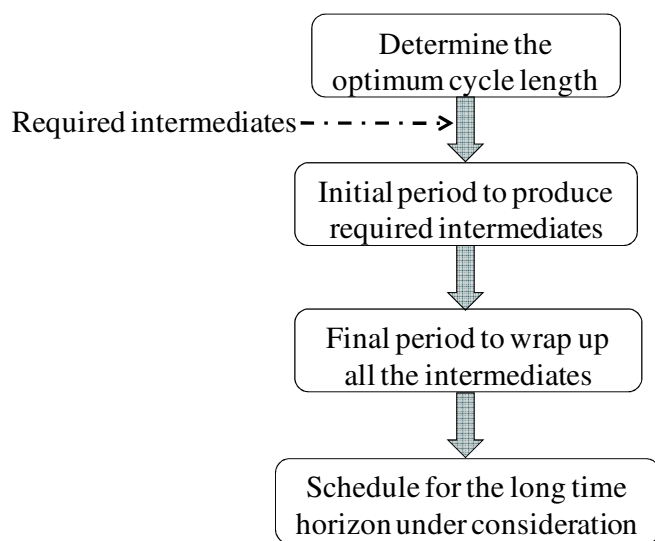 Determine the
optimum cycle length
Required intermediates
Initial period to produce
required intermediates
Final period to wrap up
all the intermediates
Schedule for the long time
horizon under consideration